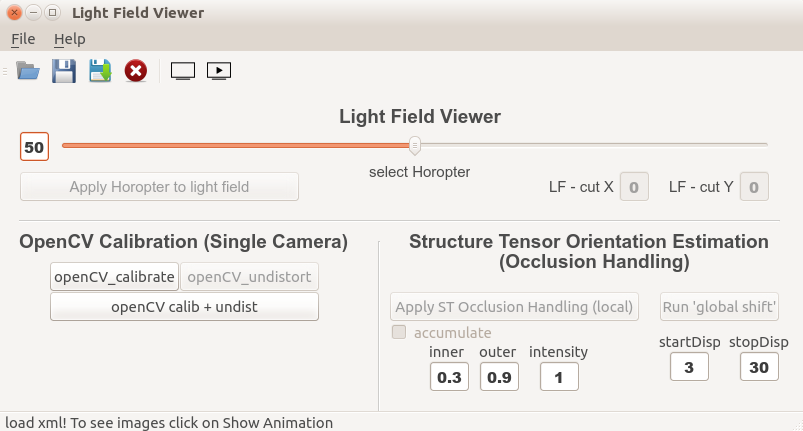 Light Field Viewer
File Help
Light Field Viewer
50
select Horopter
Apply Horopter to light field
LF - cut X 0 LF - cut Y 0
OpenCV Calibration (Single Camera)
openCV_calibrate openCV_undistort
openCV calib + undist
Structure Tensor Orientation Estimation
(Occlusion Handling)
Apply ST Occlusion Handling (local) Run 'global shift'
accumulate
inner outer intensity
0.3 0.9 1
startDisp stopDisp
3 30
load xml! To see images click on Show Animation